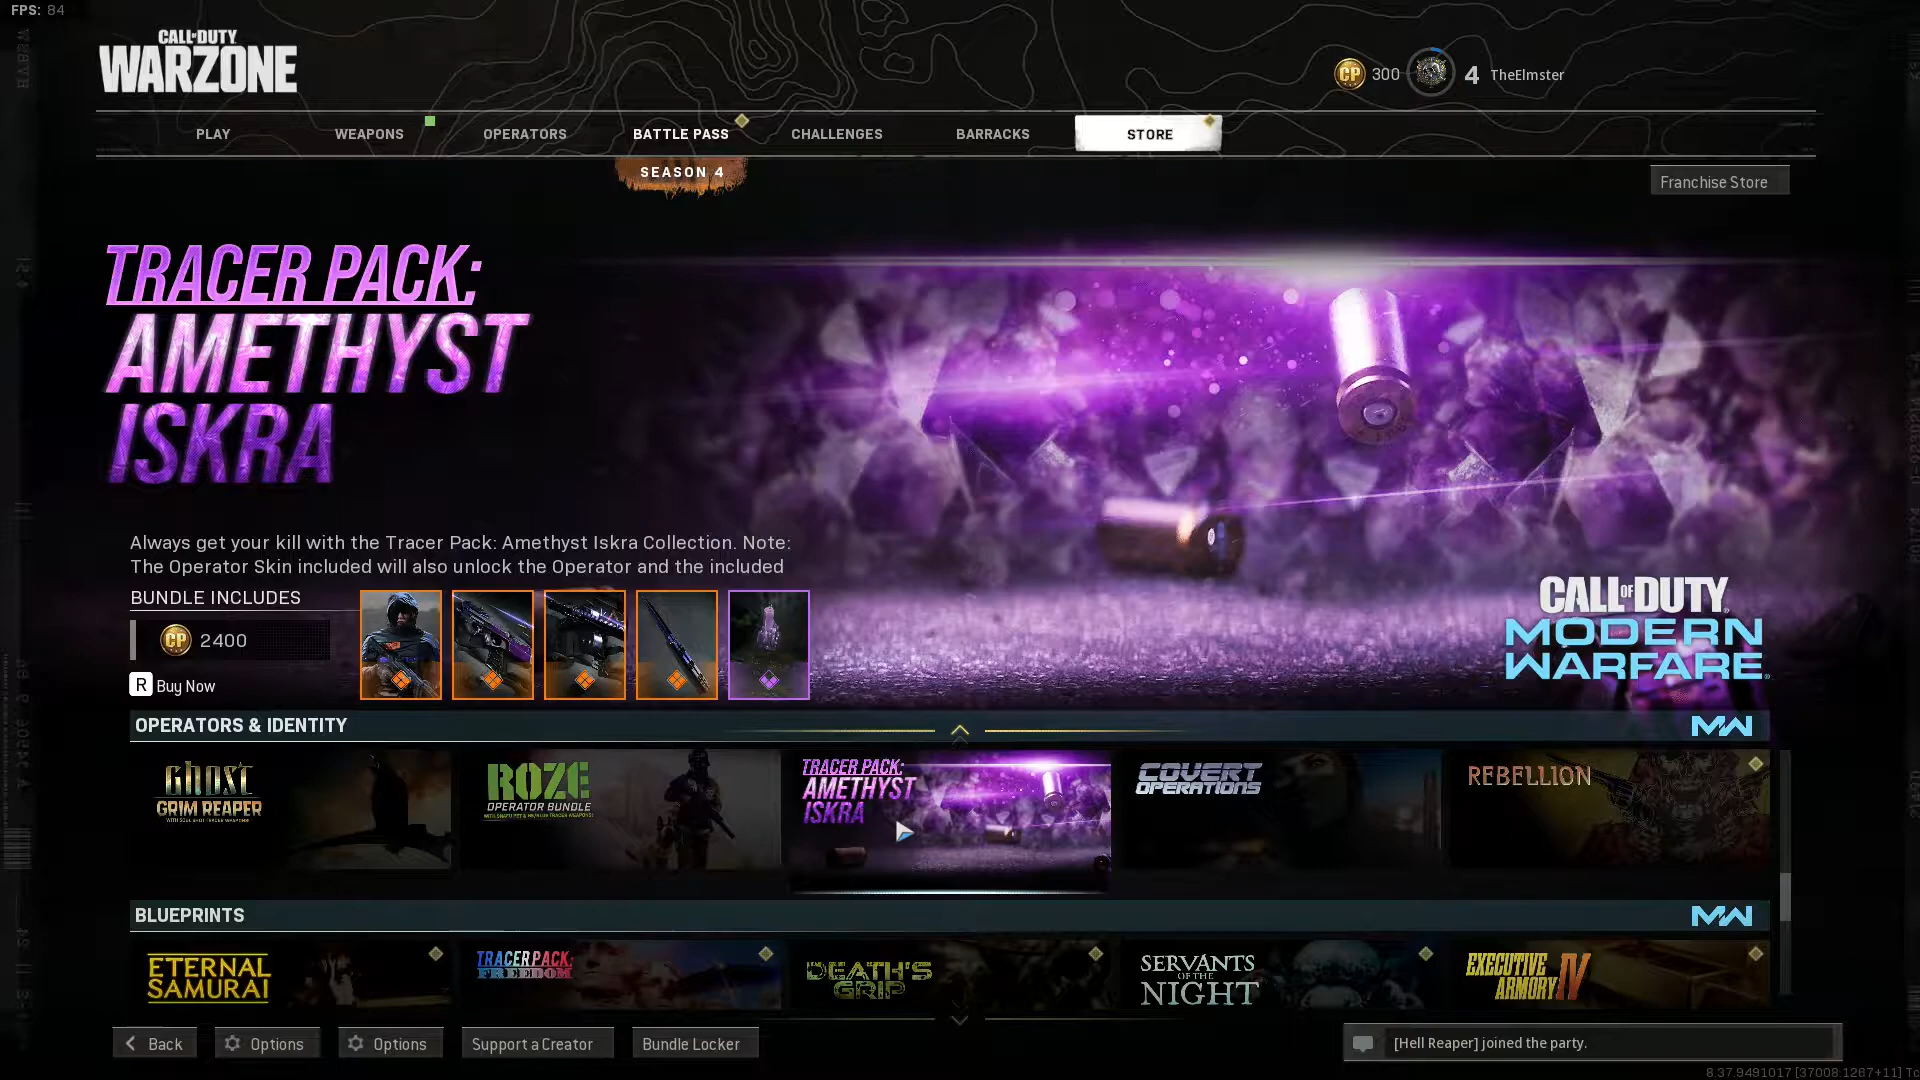 FPS: 84
CALL OF DUTY
WARZONE
CP 300
4 TheElmster
PLAY
WEAPONS
OPERATORS
BATTLE PASS
CHALLENGES
BARRACKS
STORE
SEASON 4
Franchise Store
TRACER PACK:
AMETHYST
ISKRA
Always get your kill with the Tracer Pack: Amethyst Iskra Collection. Note:
The Operator Skin included will also unlock the Operator and the included
BUNDLE INCLUDES
CP 2400
R Buy Now
CALL OF DUTY
MODERN
WARFARE
OPERATORS & IDENTITY
MW
GHOST
GRIM REAPER
ROZE
OPERATOR BUNDLE
TRACER PACK:
AMETHYST
ISKRA
COVERT
OPERATIONS
REBELLION
BLUEPRINTS
MW
ETERNAL
SAMURAI
TRACER PACK:
FREEDOM
DEATH'S
GRIP
SERVANTS
OF THE
NIGHT
EXECUTIVE
ARMORY IV
Back
Options
Options
Support a Creator
Bundle Locker
[Hell Reaper] joined the party.